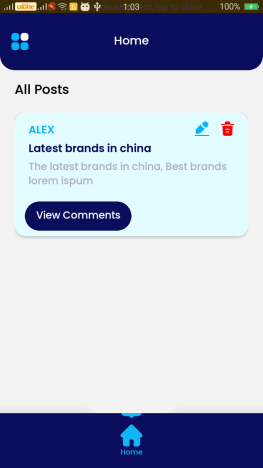 1:03
100%
Home
All Posts
ALEX
Latest brands in china
The latest brands in china, Best brands
lorem ispum
View Comments
Home